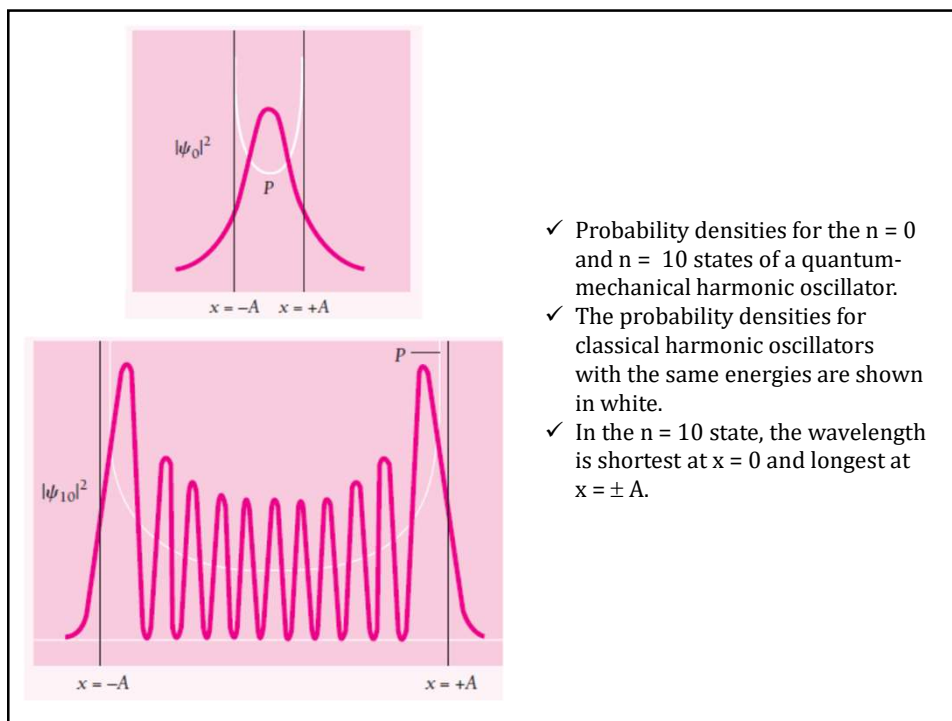 |ψ₀|²
P
x = −A x = +A
P
|ψ₁₀|²
x = −A x = +A
✓ Probability densities for the n = 0
and n = 10 states of a quantum-
mechanical harmonic oscillator.
✓ The probability densities for
classical harmonic oscillators
with the same energies are shown
in white.
✓ In the n = 10 state, the wavelength
is shortest at x = 0 and longest at
x = ± A.